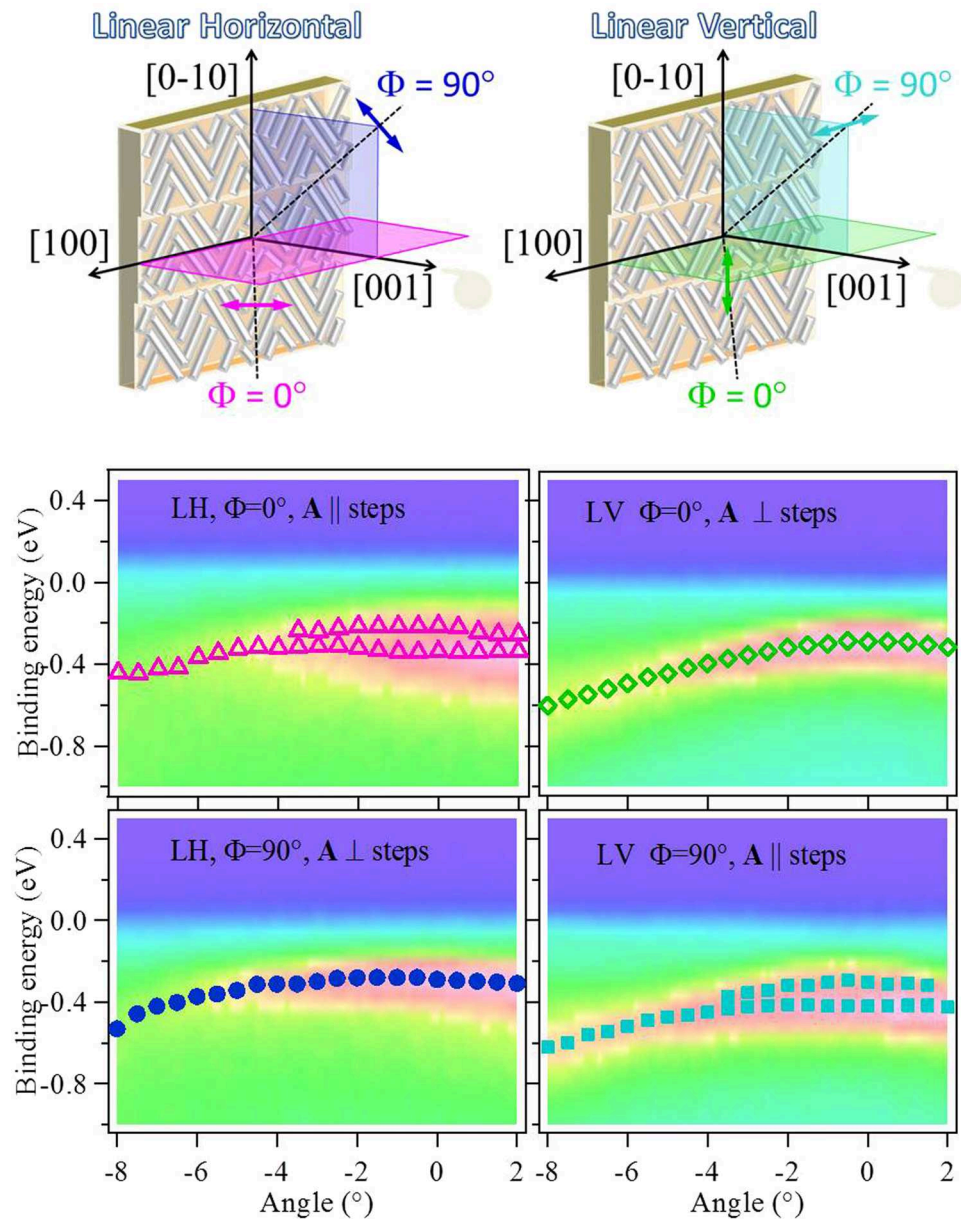 Linear Horizontal
Linear Vertical
[0-10]
Φ = 90°
[100]
[001]
Φ = 0°
[0-10]
Φ = 90°
[100]
[001]
Φ = 0°
LH, Φ=0°, A || steps
LV Φ=0°, A ⊥ steps
0.4
0.0
-0.4
-0.8
Binding energy (eV)
LH, Φ=90°, A ⊥ steps
LV Φ=90°, A || steps
0.4
0.0
-0.4
-0.8
Binding energy (eV)
-8 -6 -4 -2 0 2
-8 -6 -4 -2 0 2
Angle (°)
Angle (°)